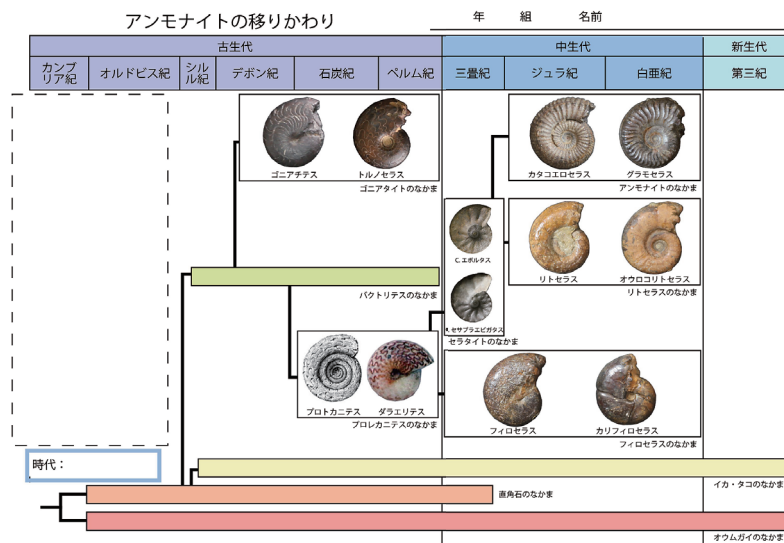 アンモナイトの移りかわり
年 組 名前
古生代 中生代 新生代
カンブリア紀 オルドビス紀 シルル紀 デボン紀 石炭紀 ペルム紀 三畳紀 ジュラ紀 白亜紀 第三紀
ゴニアチテス トルノセラス
ゴニアタイトのなかま
カタコエロセラス グラモセラス
アンモナイトのなかま
C. エボルタス
リトセラス オウロコリトセラス
リトセラスのなかま
バクトリテスのなかま
M. セサプラエビガタス
セラタイトのなかま
プロトカニテス ダラエリテス
プロレカニテスのなかま
フィロセラス カリフィロセラス
フィロセラスのなかま
時代：
イカ・タコのなかま
直角石のなかま
オウムガイのなかま